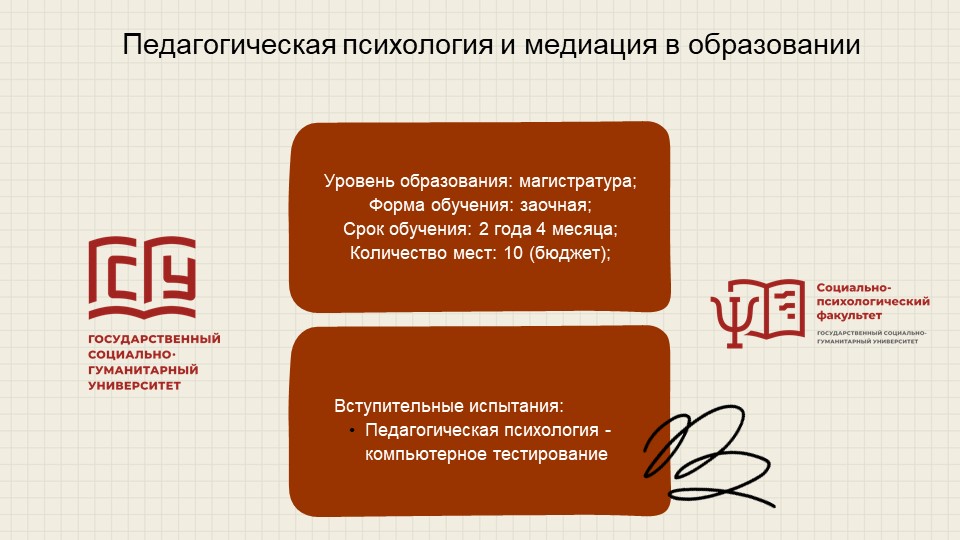 Педагогическая психология и медиация в образовании
Уровень образования: магистратура;
Форма обучения: заочная;
Срок обучения: 2 года 4 месяца;
Количество мест: 10 (бюджет);
ГСГУ
ГОСУДАРСТВЕННЫЙ
СОЦИАЛЬНО-
ГУМАНИТАРНЫЙ
УНИВЕРСИТЕТ
Социально-
психологический
факультет
ГОСУДАРСТВЕННЫЙ СОЦИАЛЬНО-
ГУМАНИТАРНЫЙ УНИВЕРСИТЕТ
Вступительные испытания:
• Педагогическая психология -
компьютерное тестирование